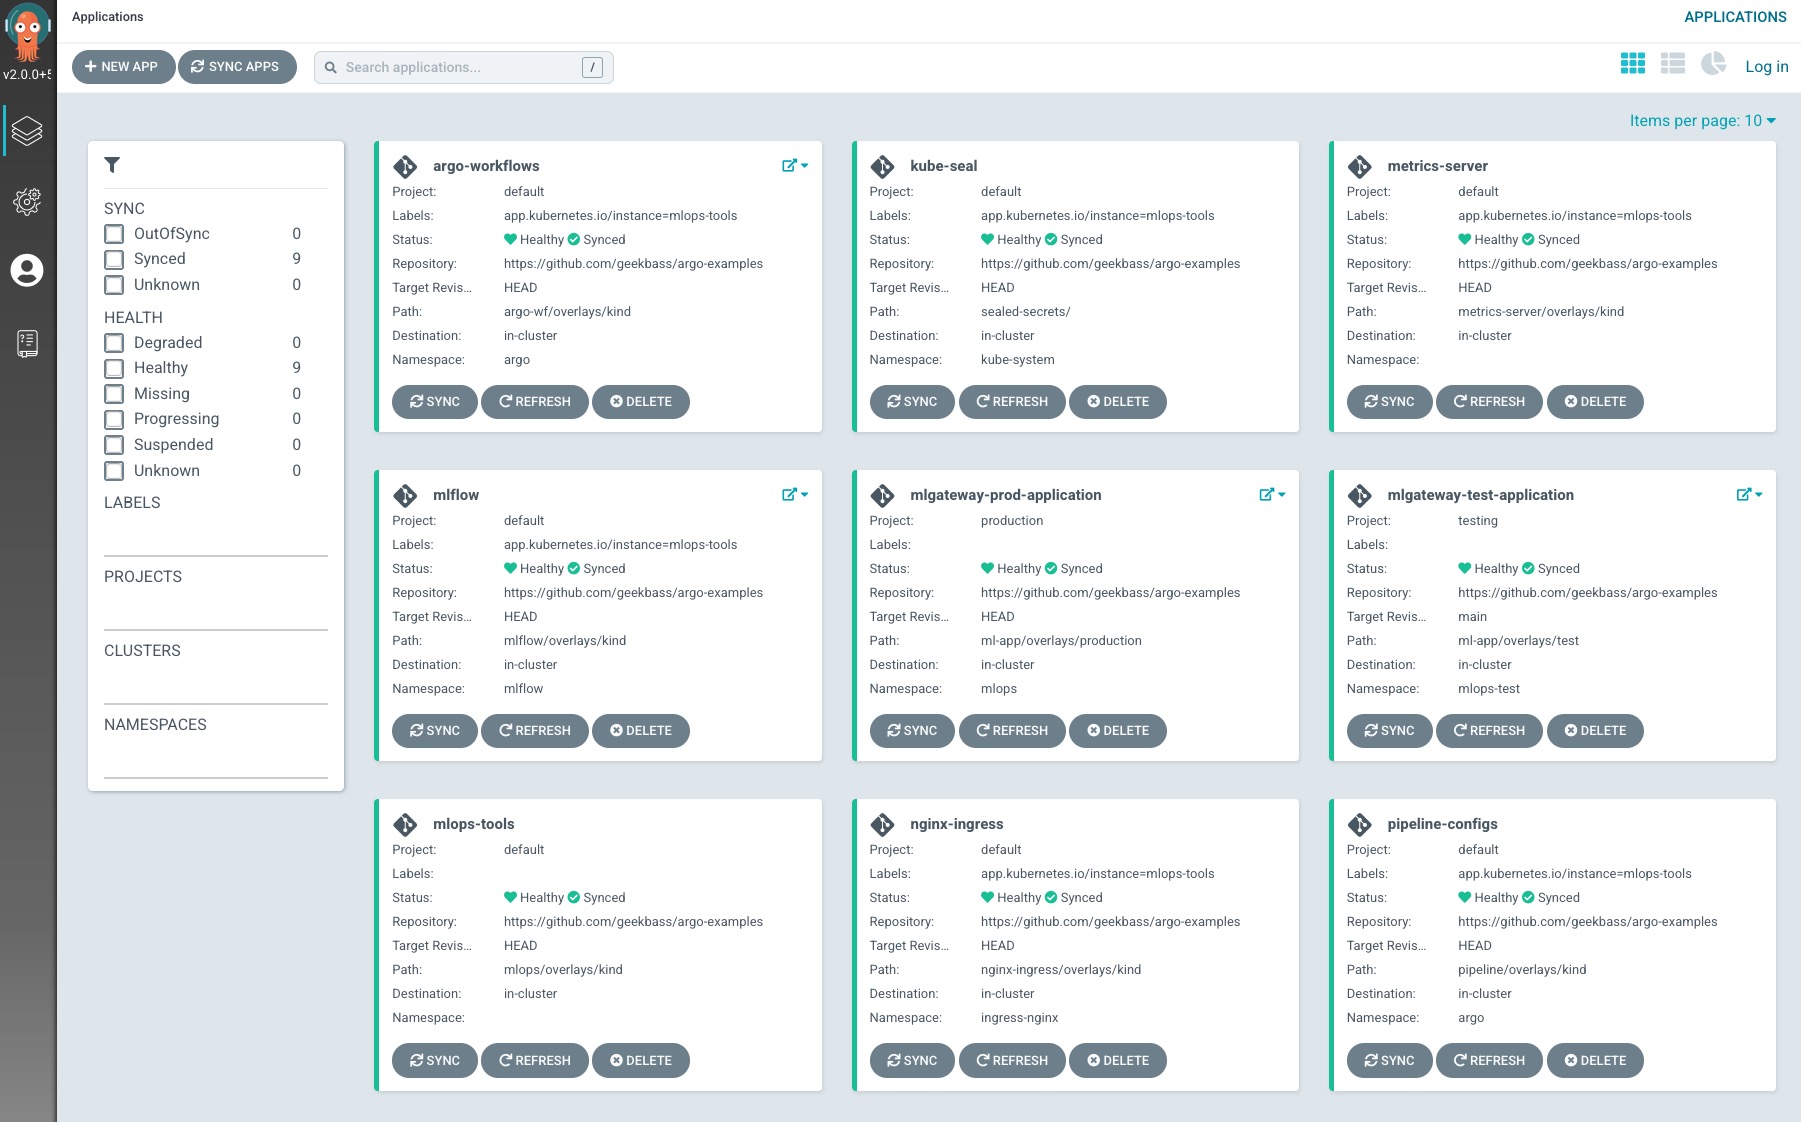 Applications
APPLICATIONS
v2.0.0+5
NEW APP
SYNC APPS
Search applications...
/
Log in
Items per page: 10
SYNC
OutOfSync 0
Synced 9
Unknown 0
HEALTH
Degraded 0
Healthy 9
Missing 0
Progressing 0
Suspended 0
Unknown 0
LABELS
PROJECTS
CLUSTERS
NAMESPACES
argo-workflows
Project: default
Labels: app.kubernetes.io/instance=mlops-tools
Status: Healthy Synced
Repository: https://github.com/geekbass/argo-examples
Target Revis... HEAD
Path: argo-wf/overlays/kind
Destination: in-cluster
Namespace: argo
SYNC REFRESH DELETE
kube-seal
Project: default
Labels: app.kubernetes.io/instance=mlops-tools
Status: Healthy Synced
Repository: https://github.com/geekbass/argo-examples
Target Revis... HEAD
Path: sealed-secrets/
Destination: in-cluster
Namespace: kube-system
SYNC REFRESH DELETE
metrics-server
Project: default
Labels: app.kubernetes.io/instance=mlops-tools
Status: Healthy Synced
Repository: https://github.com/geekbass/argo-examples
Target Revis... HEAD
Path: metrics-server/overlays/kind
Destination: in-cluster
Namespace:
SYNC REFRESH DELETE
mlflow
Project: default
Labels: app.kubernetes.io/instance=mlops-tools
Status: Healthy Synced
Repository: https://github.com/geekbass/argo-examples
Target Revis... HEAD
Path: mlflow/overlays/kind
Destination: in-cluster
Namespace: mlflow
SYNC REFRESH DELETE
mlgateway-prod-application
Project: production
Labels:
Status: Healthy Synced
Repository: https://github.com/geekbass/argo-examples
Target Revis... HEAD
Path: ml-app/overlays/production
Destination: in-cluster
Namespace: mlops
SYNC REFRESH DELETE
mlgateway-test-application
Project: testing
Labels:
Status: Healthy Synced
Repository: https://github.com/geekbass/argo-examples
Target Revis... main
Path: ml-app/overlays/test
Destination: in-cluster
Namespace: mlops-test
SYNC REFRESH DELETE
mlops-tools
Project: default
Labels:
Status: Healthy Synced
Repository: https://github.com/geekbass/argo-examples
Target Revis... HEAD
Path: mlops/overlays/kind
Destination: in-cluster
Namespace:
SYNC REFRESH DELETE
nginx-ingress
Project: default
Labels: app.kubernetes.io/instance=mlops-tools
Status: Healthy Synced
Repository: https://github.com/geekbass/argo-examples
Target Revis... HEAD
Path: nginx-ingress/overlays/kind
Destination: in-cluster
Namespace: ingress-nginx
SYNC REFRESH DELETE
pipeline-configs
Project: default
Labels: app.kubernetes.io/instance=mlops-tools
Status: Healthy Synced
Repository: https://github.com/geekbass/argo-examples
Target Revis... HEAD
Path: pipeline/overlays/kind
Destination: in-cluster
Namespace: argo
SYNC REFRESH DELETE